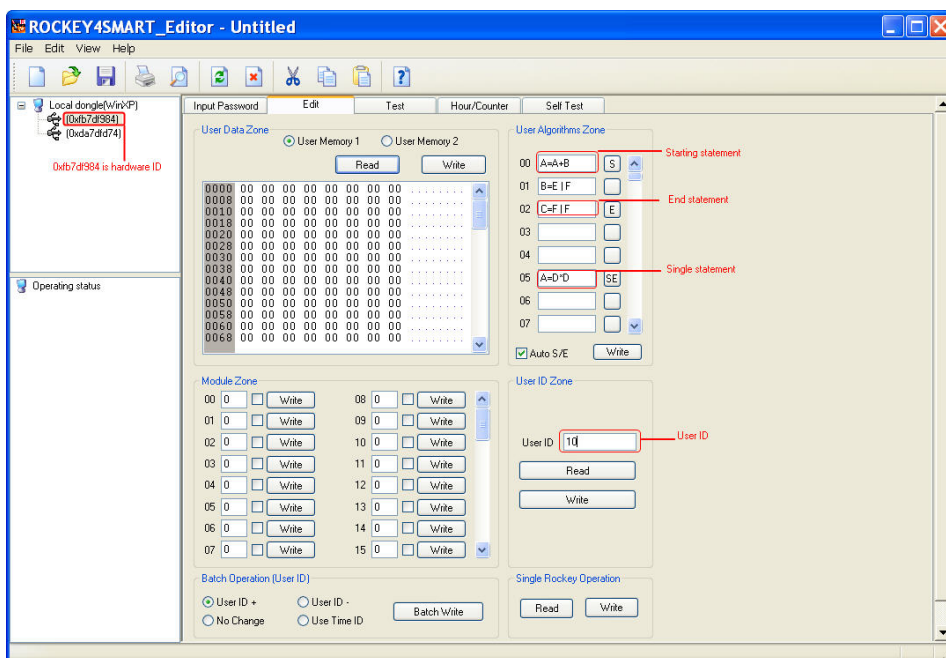 ROCKEY4SMART_Editor - Untitled
File Edit View Help
Local dongle(WinXP)
(0xfb7df984)
(0xda7dfd74)
0xfb7df984 is hardware ID
Operating status
Input Password Edit Test Hour/Counter Self Test
User Data Zone
User Memory 1 User Memory 2
Read Write
0000 00 00 00 00 00 00 00 00 ........
0008 00 00 00 00 00 00 00 00 ........
0010 00 00 00 00 00 00 00 00 ........
0018 00 00 00 00 00 00 00 00 ........
0020 00 00 00 00 00 00 00 00 ........
0028 00 00 00 00 00 00 00 00 ........
0030 00 00 00 00 00 00 00 00 ........
0038 00 00 00 00 00 00 00 00 ........
0040 00 00 00 00 00 00 00 00 ........
0048 00 00 00 00 00 00 00 00 ........
0050 00 00 00 00 00 00 00 00 ........
0058 00 00 00 00 00 00 00 00 ........
0060 00 00 00 00 00 00 00 00 ........
0068 00 00 00 00 00 00 00 00 ........
User Algorithms Zone
00 A=A+B S Starting statement
01 B=E|F
02 C=F|F E End statement
03
04
05 A=D*D SE Single statement
06
07
Auto S/E Write
Module Zone
00 0 Write 08 0 Write
01 0 Write 09 0 Write
02 0 Write 10 0 Write
03 0 Write 11 0 Write
04 0 Write 12 0 Write
05 0 Write 13 0 Write
06 0 Write 14 0 Write
07 0 Write 15 0 Write
User ID Zone
User ID 10 User ID
Read
Write
Batch Operation (User ID)
User ID + User ID -
No Change Use Time ID
Batch Write
Single Rockey Operation
Read Write